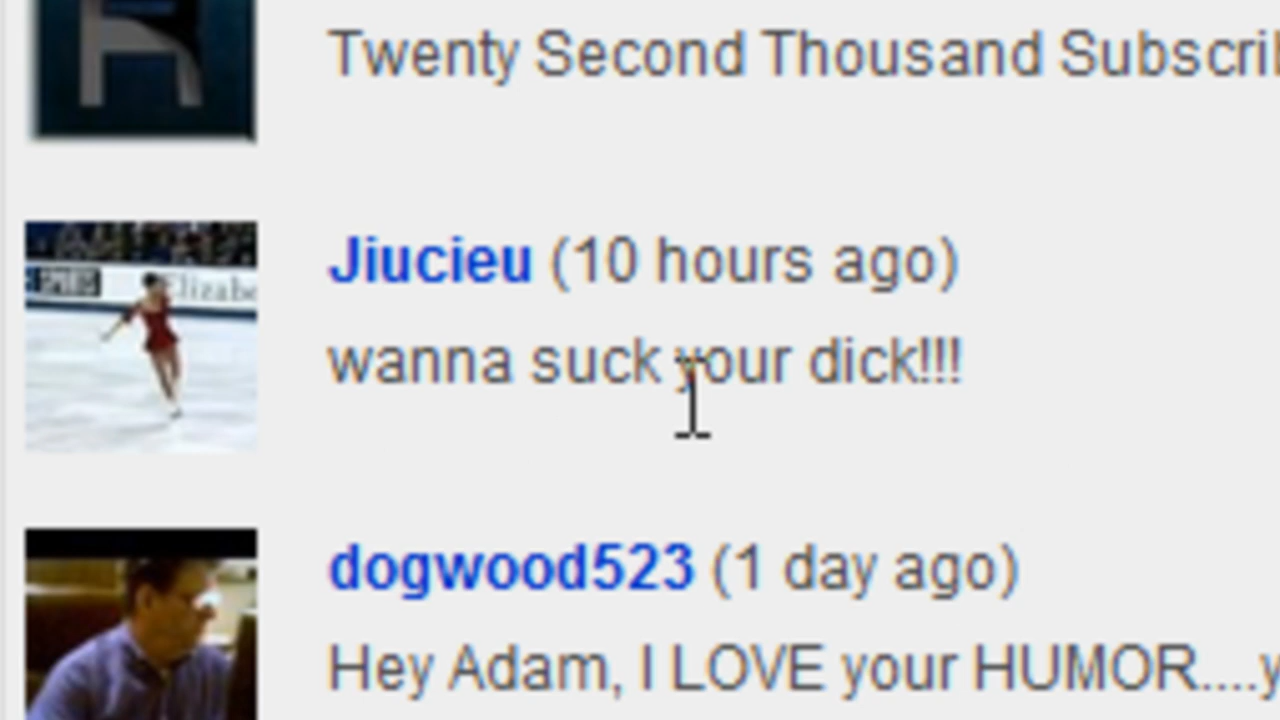 Twenty Second Thousand
Jiucieu (10 hours ago)
wanna suck your dick!!!
dogwood523 (1 day ago)
Hey Adam, I LOVE your HUMOR....y